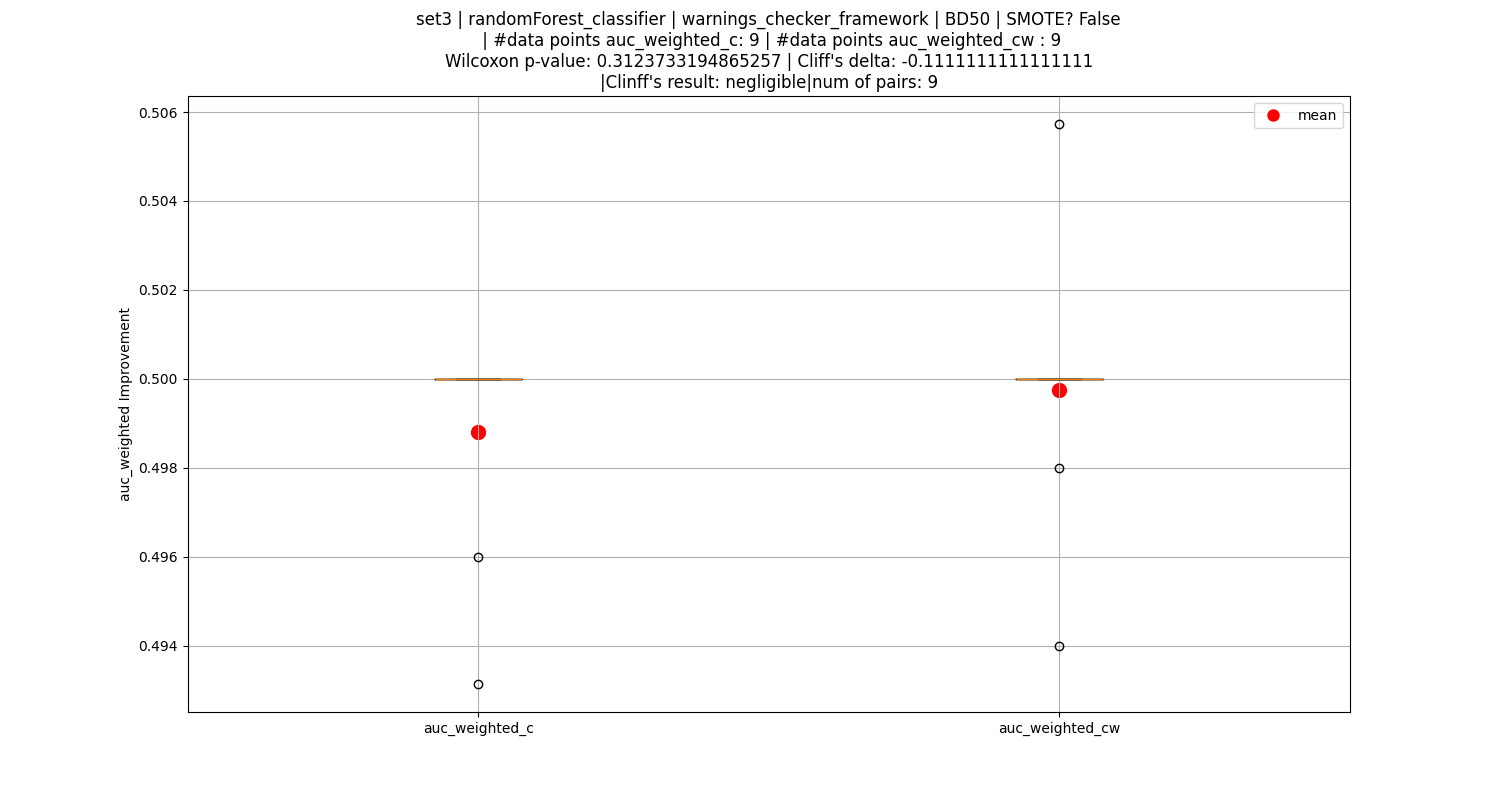 set3 | randomForest_classifier | warnings_checker_framework | BD50 | SMOTE? False
| #data points auc_weighted_c: 9 | #data points auc_weighted_cw : 9
Wilcoxon p-value: 0.3123733194865257 | Cliff's delta: -0.1111111111111111
|Clinff's result: negligible|num of pairs: 9
mean
auc_weighted Improvement
0.506
0.504
0.502
0.500
0.498
0.496
0.494
auc_weighted_c
auc_weighted_cw